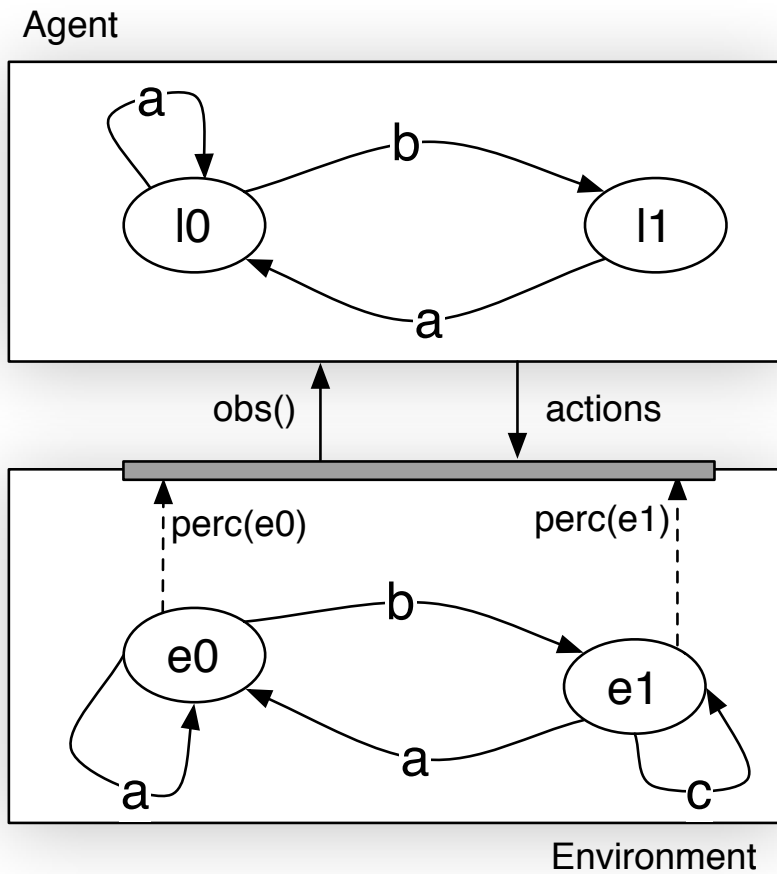 Agent
a
b
l0
l1
a
obs()
actions
perc(e0)
perc(e1)
b
e0
e1
a
a
c
Environment